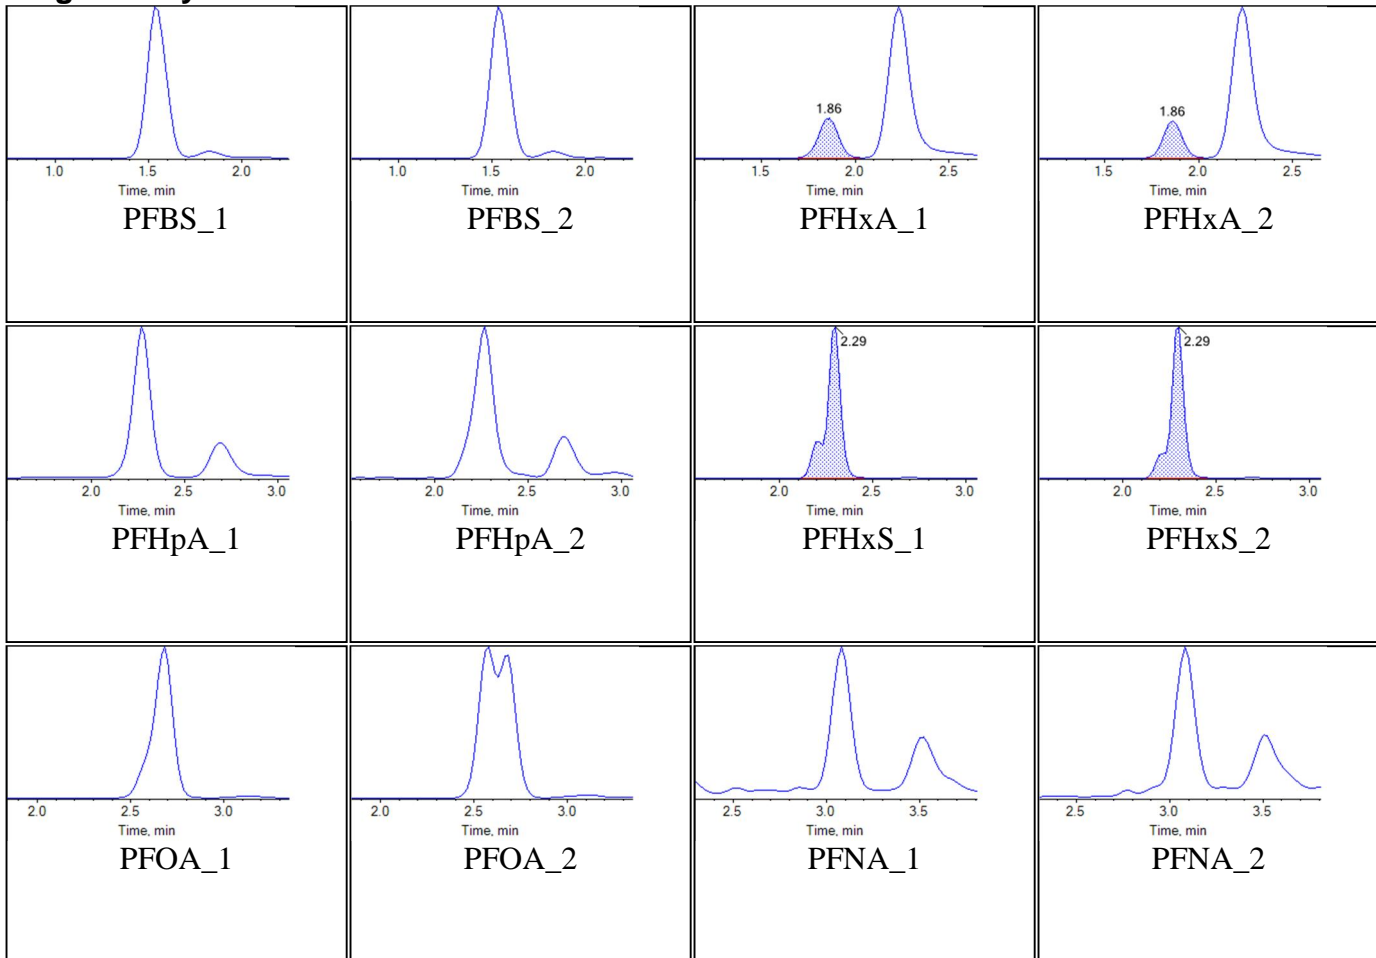 1.86 1.86
1.0 1.5 2.0 1.0 1.5 2.0 1.5 2.0 2.5 1.5 2.0 2.5
Time, min Time, min Time, min Time, min
PFBS_1 PFBS_2 PFHxA_1 PFHxA_2
2.29 2.29
2.0 2.5 3.0 2.0 2.5 3.0 2.0 2.5 3.0 2.0 2.5 3.0
Time, min Time, min Time, min Time, min
PFHpA_1 PFHpA_2 PFHxS_1 PFHxS_2
2.0 2.5 3.0 2.0 2.5 3.0 2.5 3.0 3.5 2.5 3.0 3.5
Time, min Time, min Time, min Time, min
PFOA_1 PFOA_2 PFNA_1 PFNA_2